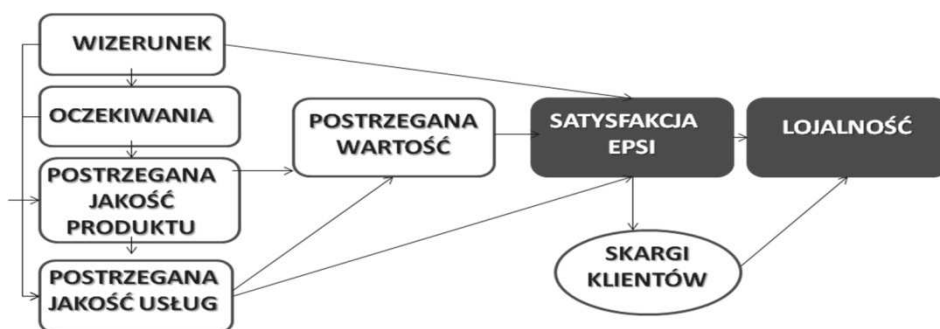 WIZERUNEK
OCZEKIWANIA
POSTRZEGANA
JAKOŚĆ
PRODUKTU
POSTRZEGANA
JAKOŚĆ USŁUG
POSTRZEGANA
WARTOŚĆ
SATYSFAKCJA
EPSI
LOJALNOŚĆ
SKARGI
KLIENTÓW